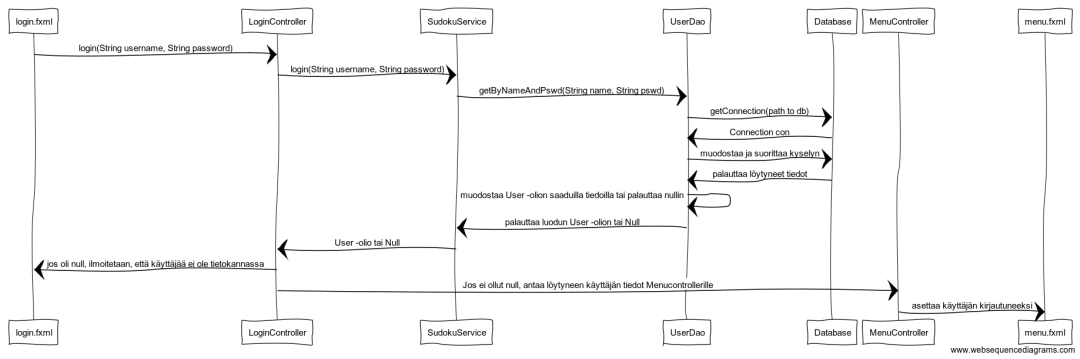 login.fxml
LoginController
SudokuService
UserDao
Database
MenuController
menu.fxml
login(String username, String password)
login(String username, String password)
getByNameAndPswd(String name, String pswd)
getConnection(path to db)
Connection con
muodostaa ja suorittaa kyselyn
palauttaa löytyneet tiedot
muodostaa User -olion saaduilla tiedoilla tai palauttaa nullin
palauttaa luodun User -olion tai Null
User -olio tai Null
jos oli null, ilmoitetaan, että käyttäjää ei ole tietokannassa
Jos ei ollut null, antaa löytyneen käyttäjän tiedot Menucontrollerille
asettaa käyttäjän kirjautuneeksi
login.fxml
LoginController
SudokuService
UserDao
Database
MenuController
menu.fxml
www.websequencediagrams.com